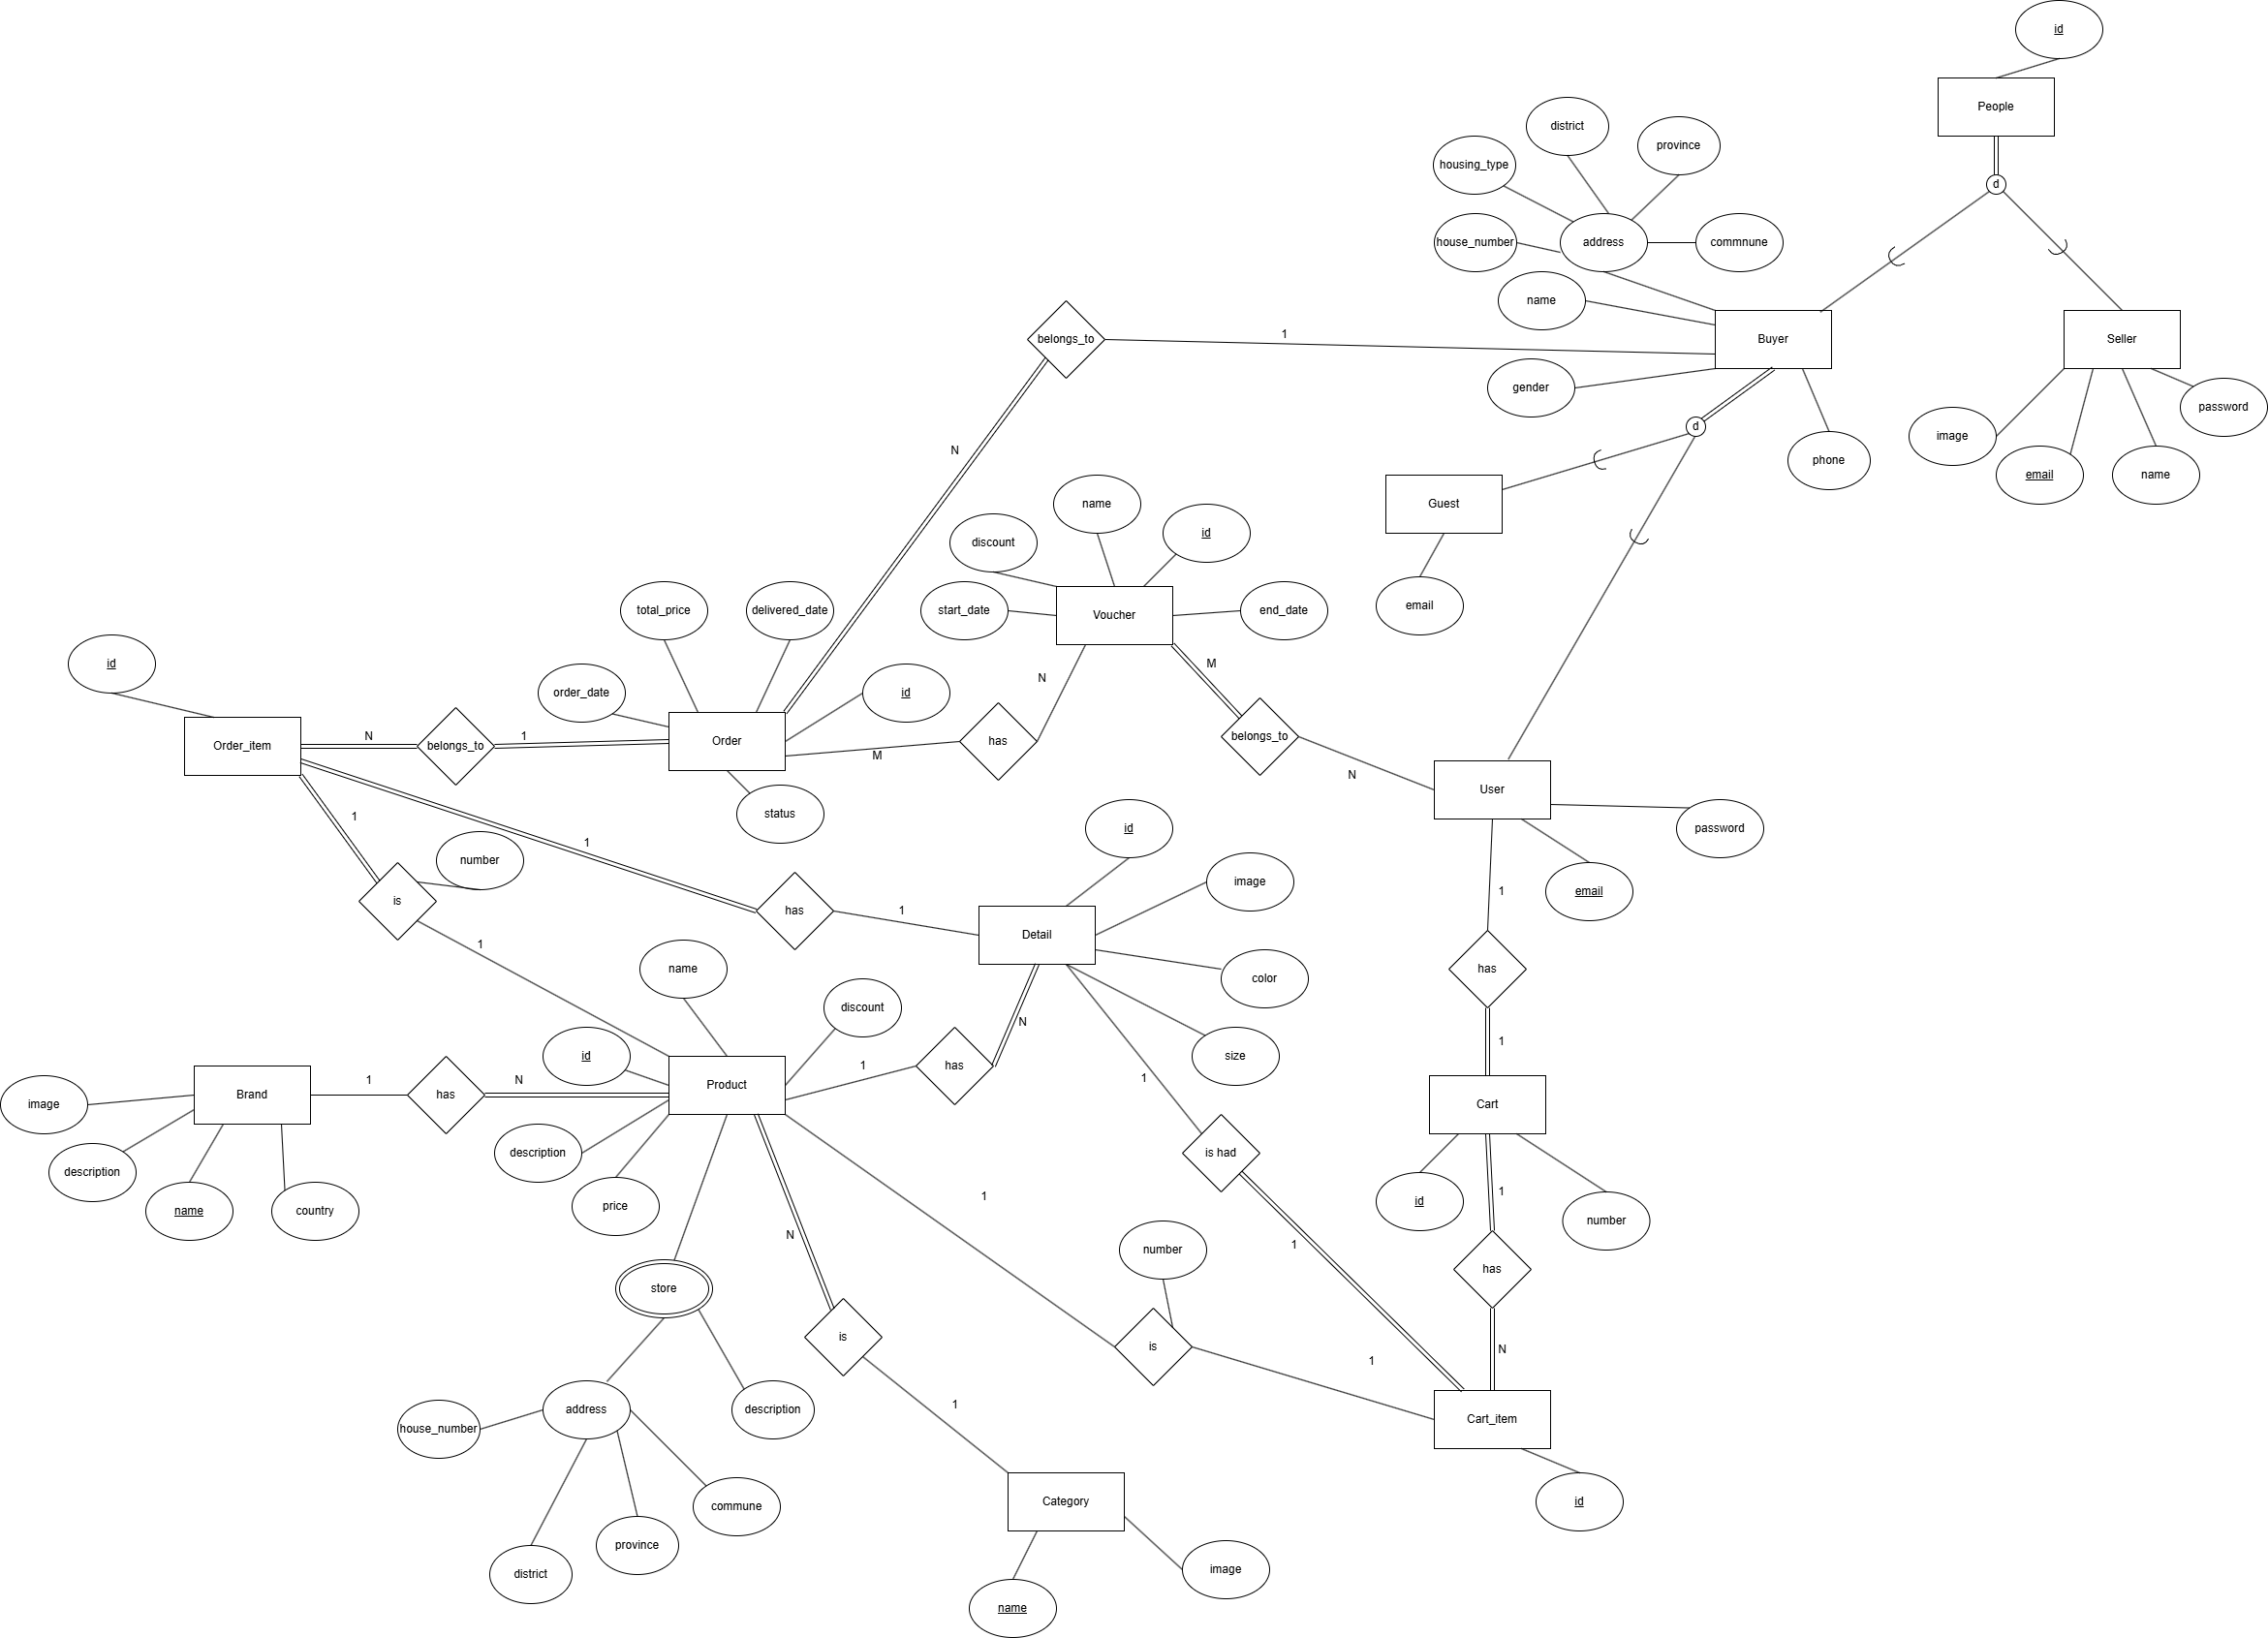 id
People
district
province
housing_type
house_number
address
commnune
name
belongs_to
1
Buyer
Seller
gender
password
d
d
image
email
name
phone
N
Guest
email
name
discount
id
start_date
Voucher
end_date
total_price
delivered_date
id
order_date
id
M
N
Order_item
N
belongs_to
1
Order
has
M
belongs_to
N
User
status
password
1
number
1
id
email
is
image
1
has
1
Detail
1
name
has
color
discount
N
size
1
id
1
has
1
Product
Brand
1
has
N
image
Cart
description
description
is had
name
country
price
id
number
1
1
N
number
1
has
store
1
is
is
N
1
address
description
house_number
1
Cart_item
commune
Category
id
province
district
image
name